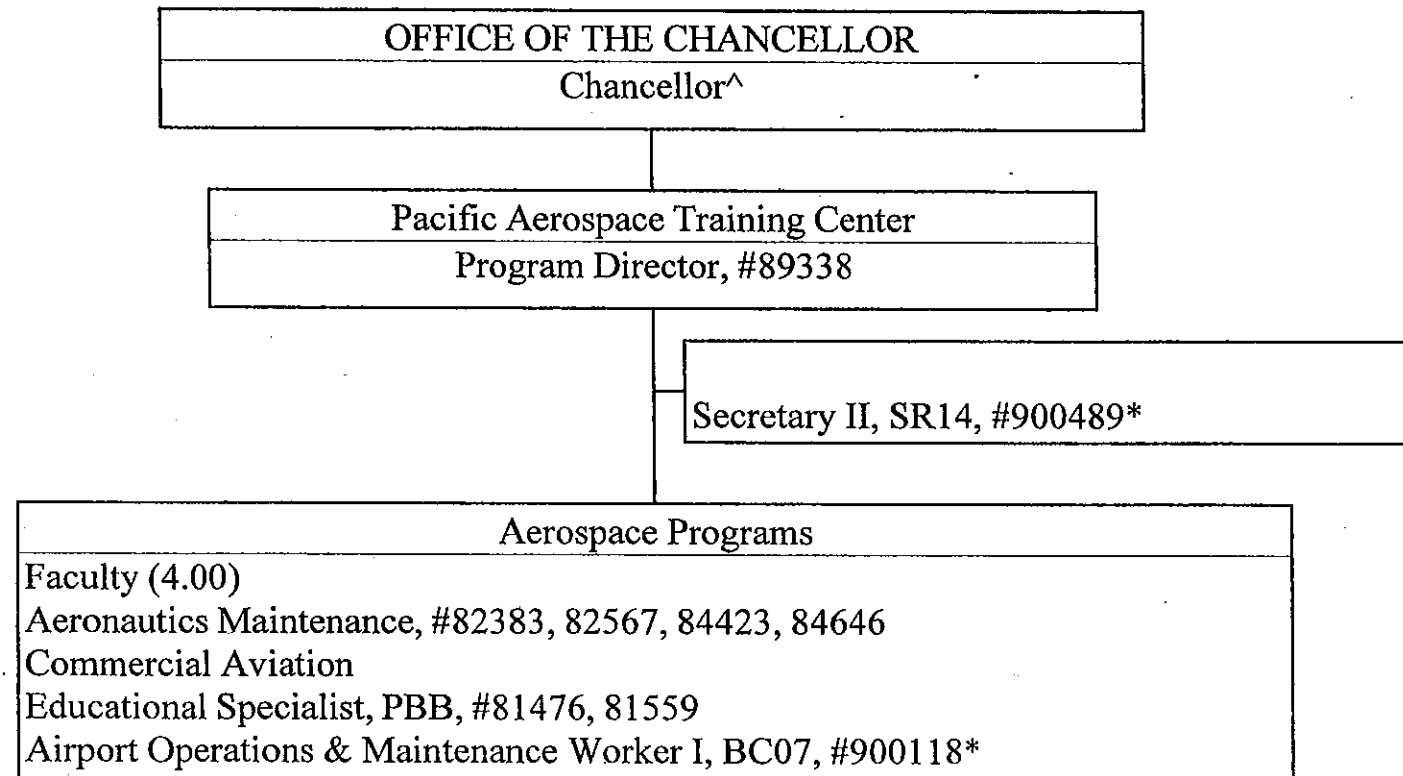 OFFICE OF THE CHANCELLOR
Chancellor^
Pacific Aerospace Training Center
Program Director, #89338
Secretary II, SR14, #900489*
Aerospace Programs
Faculty (4.00)
Aeronautics Maintenance, #82383, 82567, 84423, 84646
Commercial Aviation
Educational Specialist, PBB, #81476, 81559
Airport Operations & Maintenance Worker I, BC07, #900118*